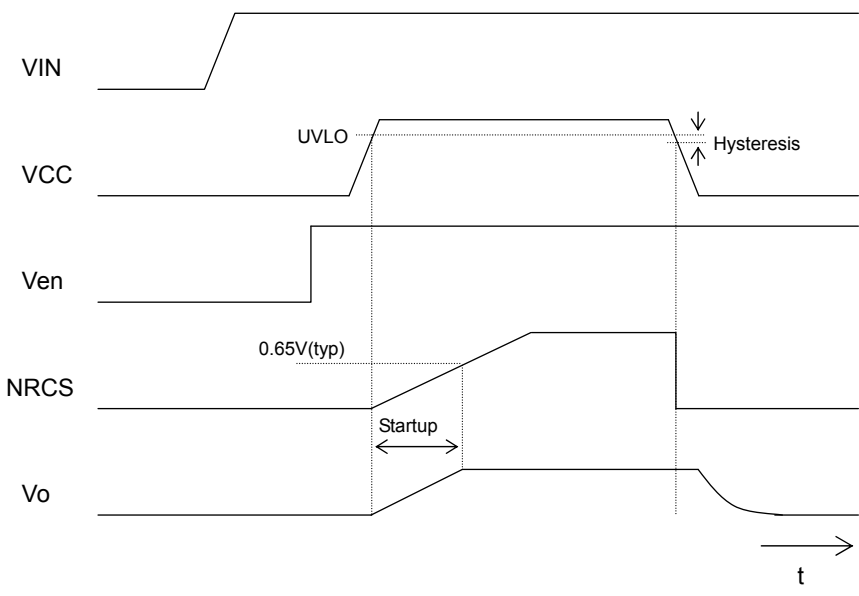 VIN
UVLO
Hysteresis
VCC
Ven
0.65V(typ)
NRCS
Startup
Vo
t